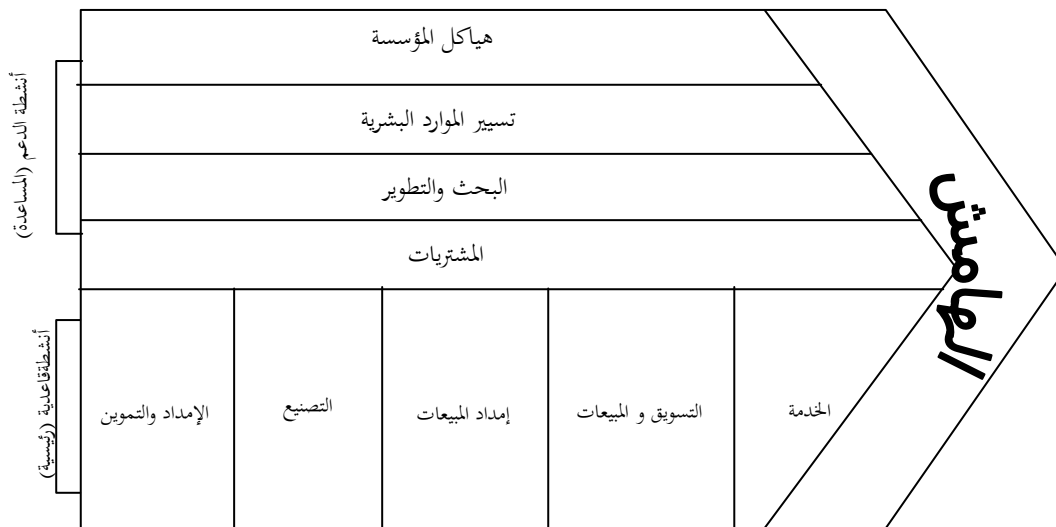 هياكل المؤسسة
تسيير الموارد البشرية
البحث والتطوير
المشتريات
أنشطة الدعم (المساعدة)
الهامش
أنشطةقاعدية (رئيسية)
الإمداد والتموين
التصنيع
إمداد المبيعات
التسويق و المبيعات
الخدمة